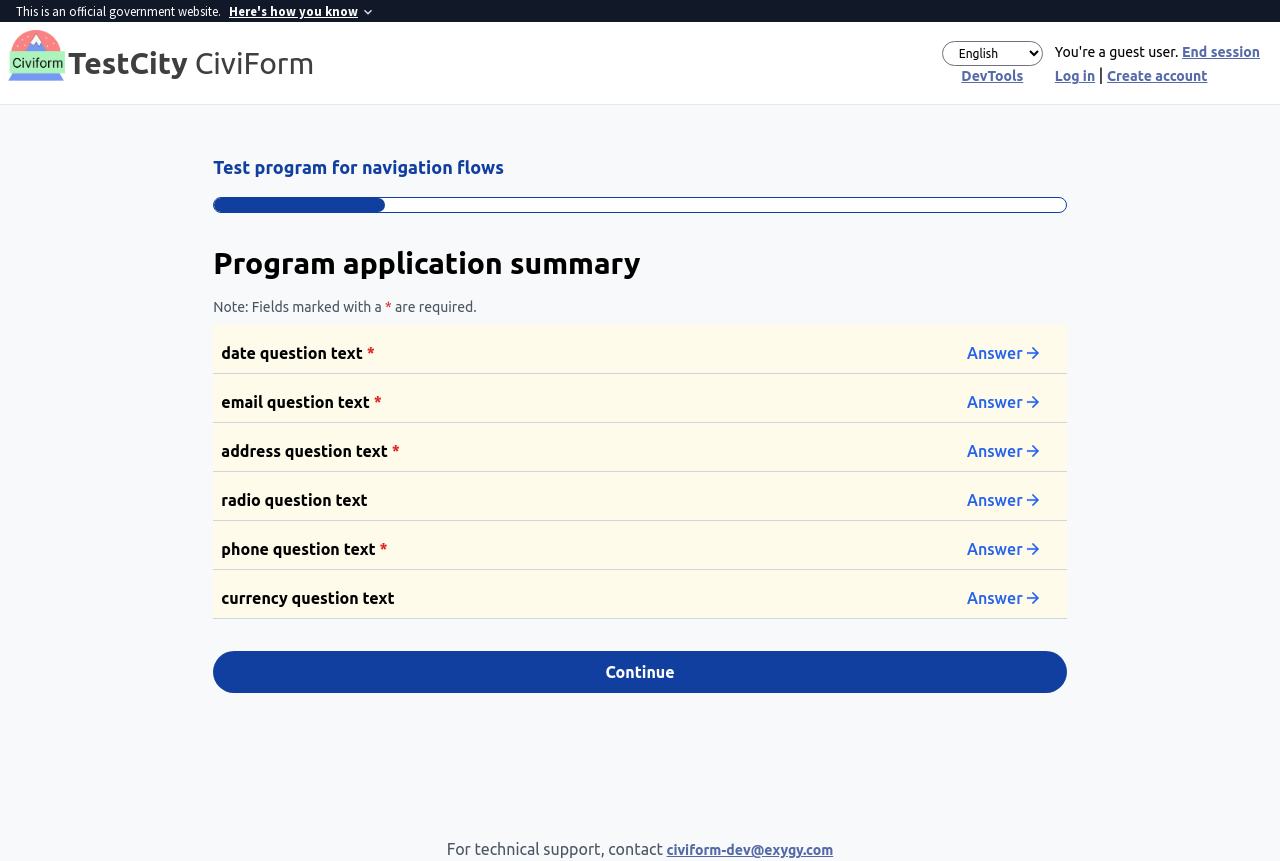 This is an official government website. Here's how you know
Civiform
TestCity CiviForm
English
You're a guest user. End session
DevTools
Log in | Create account
Test program for navigation flows
Program application summary
Note: Fields marked with a * are required.
date question text * Answer
email question text * Answer
address question text * Answer
radio question text Answer
phone question text * Answer
currency question text Answer
Continue
For technical support, contact civiform-dev@exygy.com